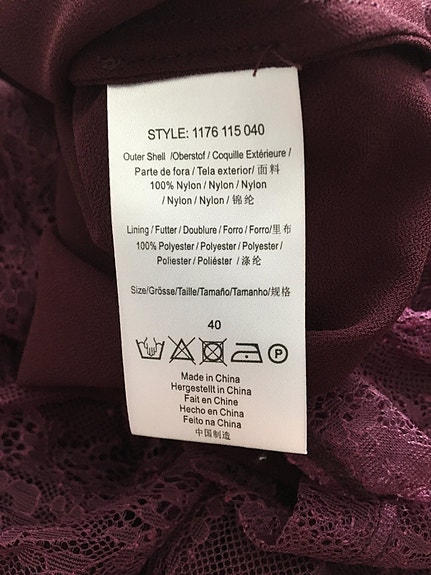 STYLE: 1176 115 040
Outer Shell /Oberstof / Coquille Extérieure /
Parte de fora / Tela exterior/ 面料
100% Nylon / Nylon / Nylon
/ Nylon / Nylon / 锦纶
Lining / Futter / Doublure / Forro / Forro/里布
100% Polyester / Polyester / Polyester /
Poliester / Poliéster / 涤纶
Size/Grösse/Taille/Tamaño/Tamanho/规格
40
P
Made in China
Hergestellt in China
Fait en Chine
Hecho en China
Feito na China
中国制造